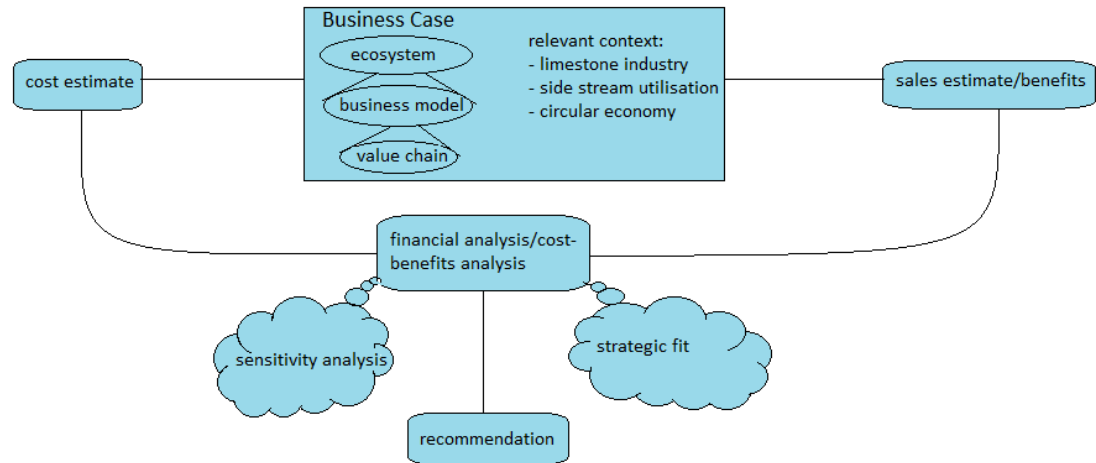 Business Case
ecosystem
business model
value chain
relevant context:
- limestone industry
- side stream utilisation
- circular economy
cost estimate
sales estimate/benefits
financial analysis/cost-
benefits analysis
sensitivity analysis
strategic fit
recommendation